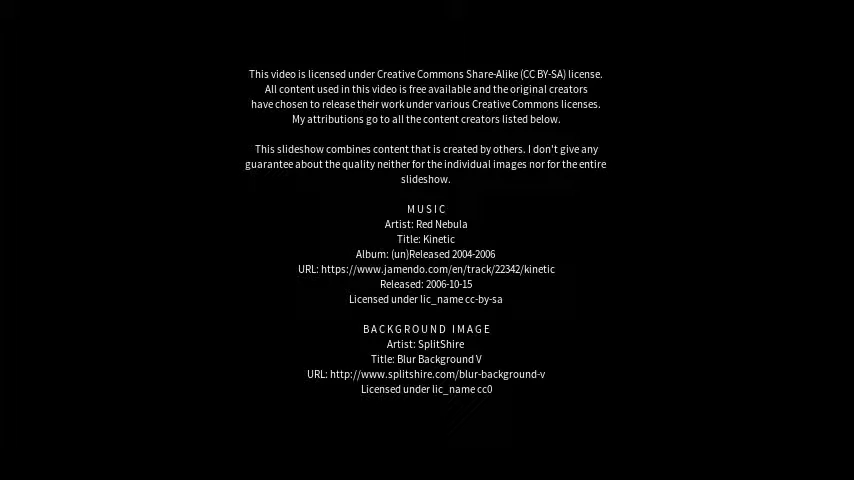 This video is licensed under Creative Commons Share-Alike (CC BY-SA) license.
All content used in this video is free available and the original creators
have chosen to release their work under various Creative Commons licenses.
My attributions go to all the content creators listed below.
This slideshow combines content that is created by others. I don't give any
guarantee about the quality neither for the individual images nor for the entire
slideshow.
MUSIC
Artist: Red Nebula
Title: Kinetic
Album: (un)Released 2004-2006
URL: https://www.jamendo.com/en/track/22342/kinetic
Released: 2006-10-15
Licensed under lic_name cc-by-sa
BACKGROUND IMAGE
Artist: SplitShire
Title: Blur Background V
URL: http://www.splitshire.com/blur-background-v
Licensed under lic_name cc0